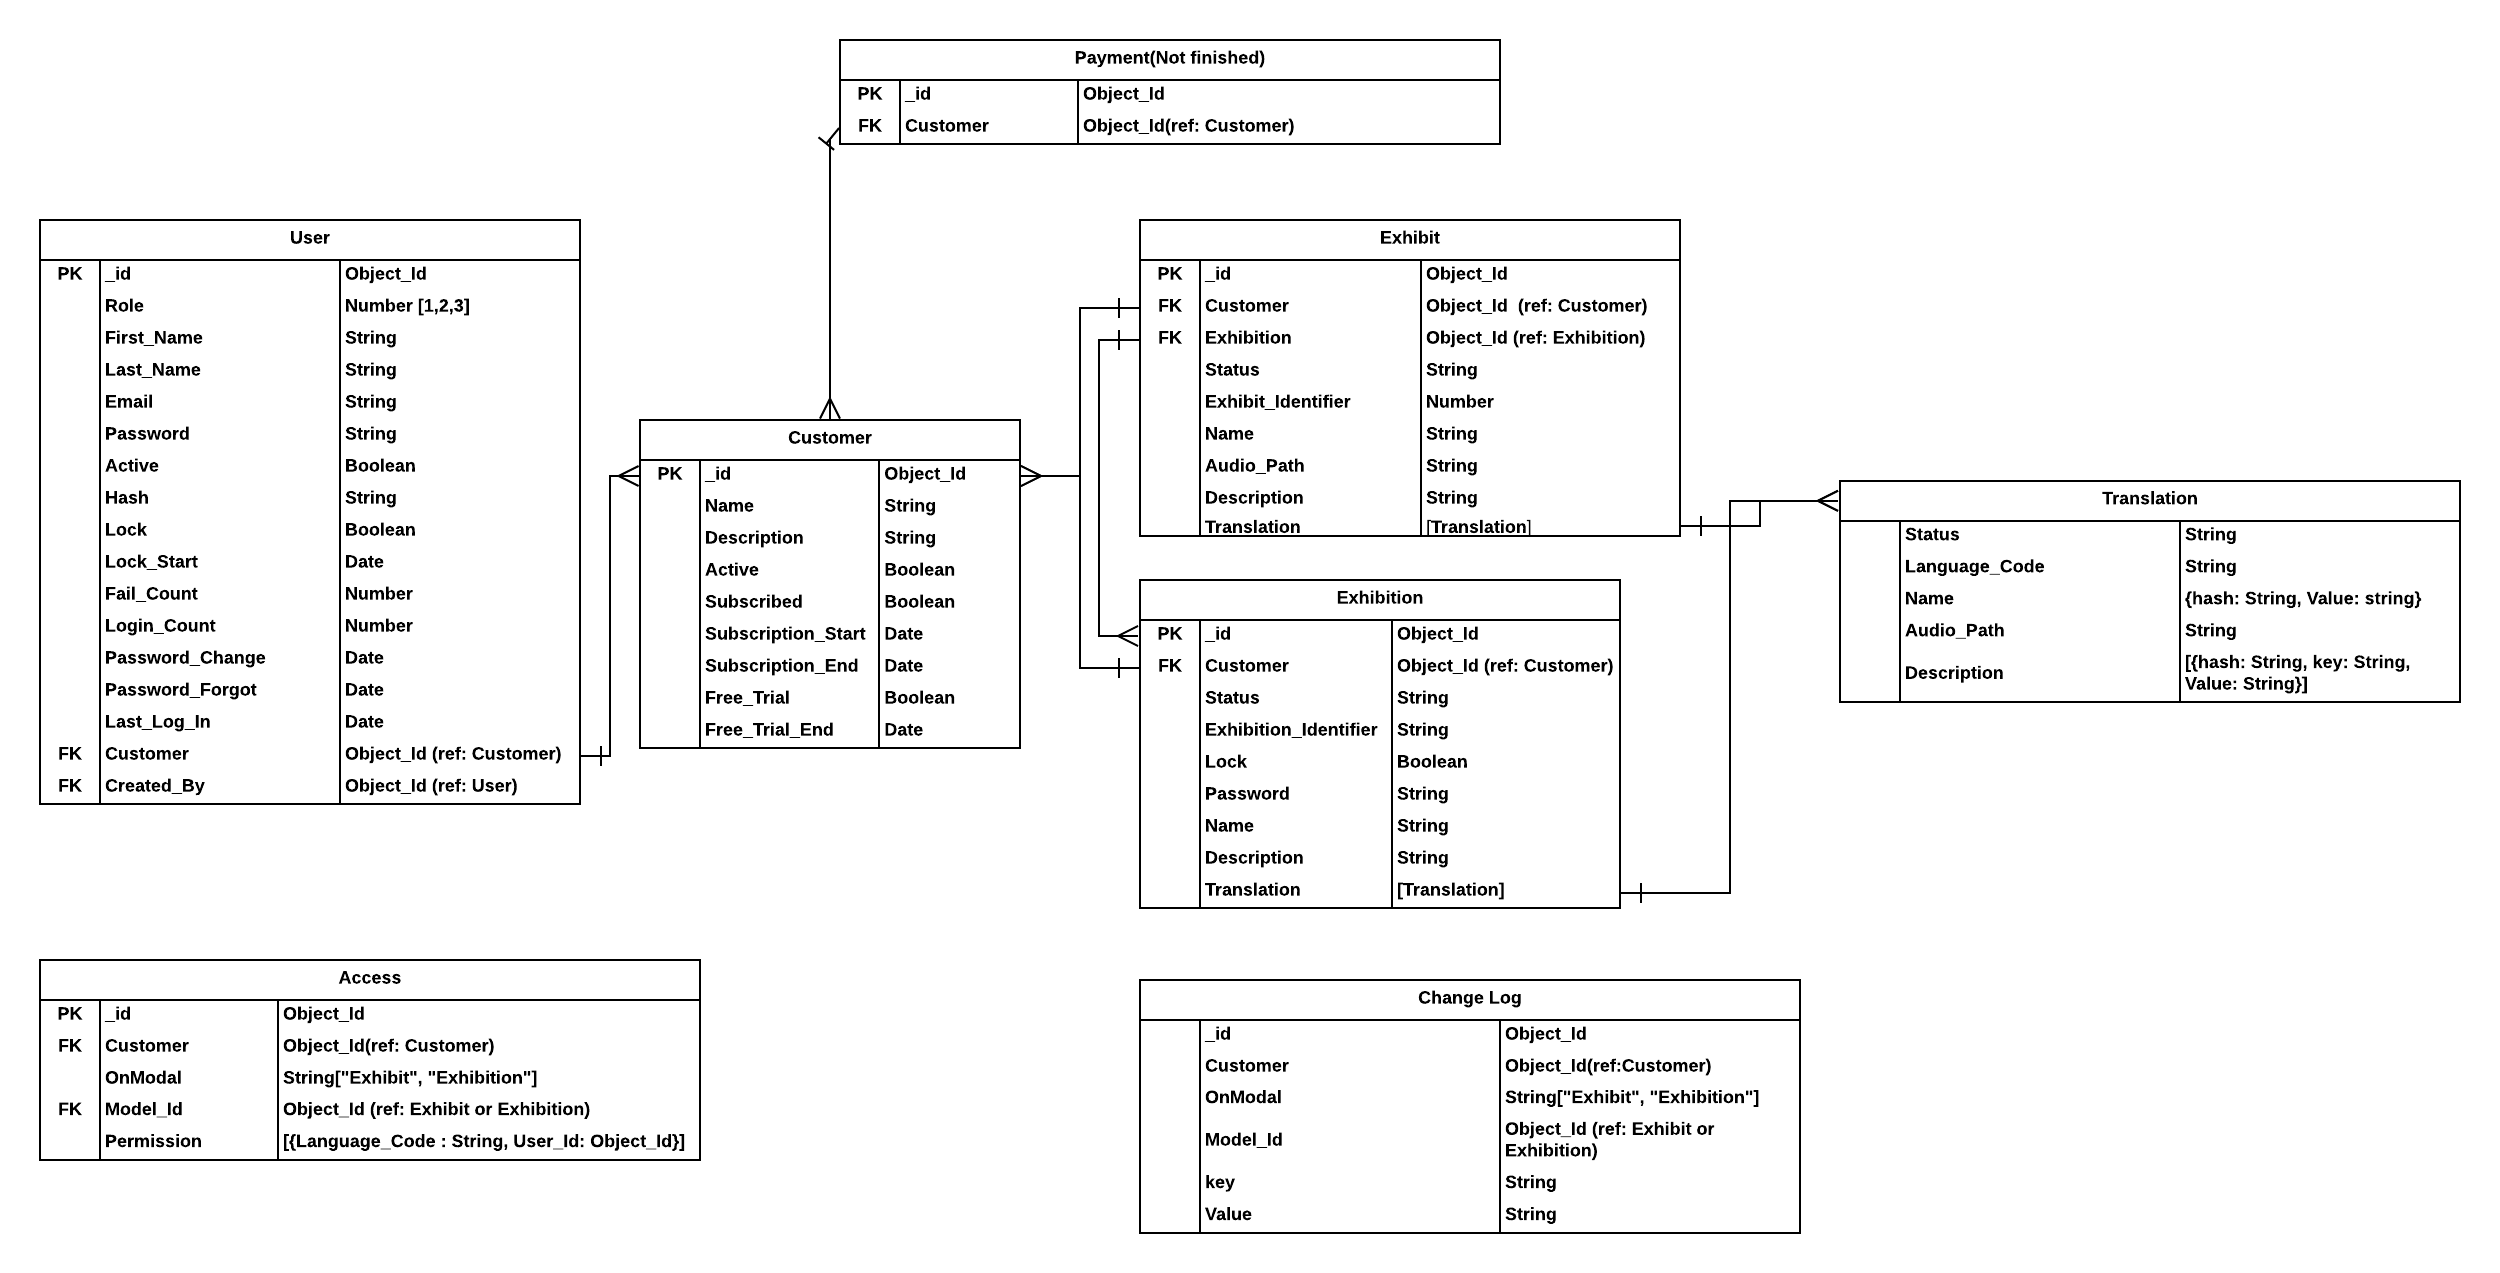 Payment(Not finished)
PK _id Object_Id
FK Customer Object_Id(ref: Customer)
User
PK _id Object_Id
Role Number [1,2,3]
First_Name String
Last_Name String
Email String
Password String
Active Boolean
Hash String
Lock Boolean
Lock_Start Date
Fail_Count Number
Login_Count Number
Password_Change Date
Password_Forgot Date
Last_Log_In Date
FK Customer Object_Id (ref: Customer)
FK Created_By Object_Id (ref: User)
Customer
PK _id Object_Id
Name String
Description String
Active Boolean
Subscribed Boolean
Subscription_Start Date
Subscription_End Date
Free_Trial Boolean
Free_Trial_End Date
Exhibit
PK _id Object_Id
FK Customer Object_Id (ref: Customer)
FK Exhibition Object_Id (ref: Exhibition)
Status String
Exhibit_Identifier Number
Name String
Audio_Path String
Description String
Translation [Translation]
Exhibition
PK _id Object_Id
FK Customer Object_Id (ref: Customer)
Status String
Exhibition_Identifier String
Lock Boolean
Password String
Name String
Description String
Translation [Translation]
Translation
Status String
Language_Code String
Name {hash: String, Value: string}
Audio_Path String
Description [{hash: String, key: String,
Value: String}]
Access
PK _id Object_Id
FK Customer Object_Id(ref: Customer)
OnModal String["Exhibit", "Exhibition"]
FK Model_Id Object_Id (ref: Exhibit or Exhibition)
Permission [{Language_Code : String, User_Id: Object_Id}]
Change Log
_id Object_Id
Customer Object_Id(ref:Customer)
OnModal String["Exhibit", "Exhibition"]
Model_Id Object_Id (ref: Exhibit or
Exhibition)
key String
Value String